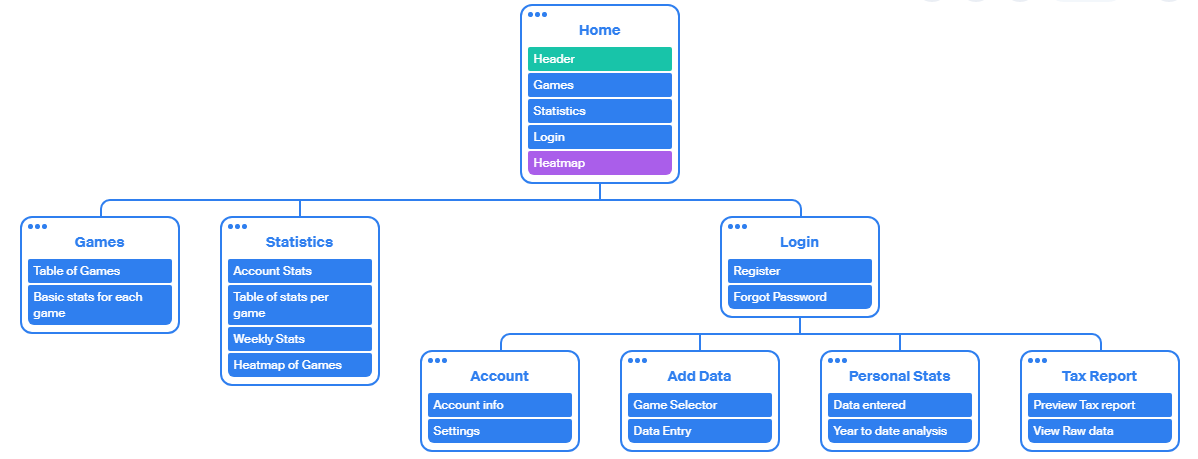 Home
Header
Games
Statistics
Login
Heatmap
Games
Table of Games
Basic stats for each
game
Statistics
Account Stats
Table of stats per
game
Weekly Stats
Heatmap of Games
Login
Register
Forgot Password
Account
Account info
Settings
Add Data
Game Selector
Data Entry
Personal Stats
Data entered
Year to date analysis
Tax Report
Preview Tax report
View Raw data